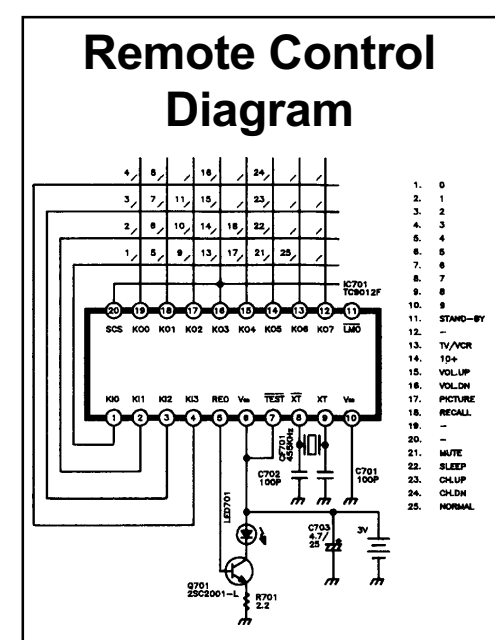 Remote Control
Diagram
4 8 16 24
3 7 11 15 23
2 6 10 14 18 22
1 5 9 13 17 21 25
IC701
TC9012F
20 19 18 17 16 15 14 13 12 11
SCS KO0 KO1 KO2 KO3 KO4 KO5 KO6 KO7 LMO
KI0 KI1 KI2 KI3 REO TEST XT XT
1 2 3 4 5 6 7 8 9 10
CF701
455KHz
C702
100P
C701
100P
LED701
C703
4.7/
25
3V
Q701
2SC2001-L
R701
2.2
1. 0
2. 1
3. 2
4. 3
5. 4
6. 5
7. 6
8. 7
9. 8
10. 9
11. STAND-BY
12. -
13. TV/VCR
14. 10+
15. VOL.UP
16. VOL.DN
17. PICTURE
18. RECALL
19. -
20. -
21. MUTE
22. SLEEP
23. CH.UP
24. CH.DN
25. NORMAL